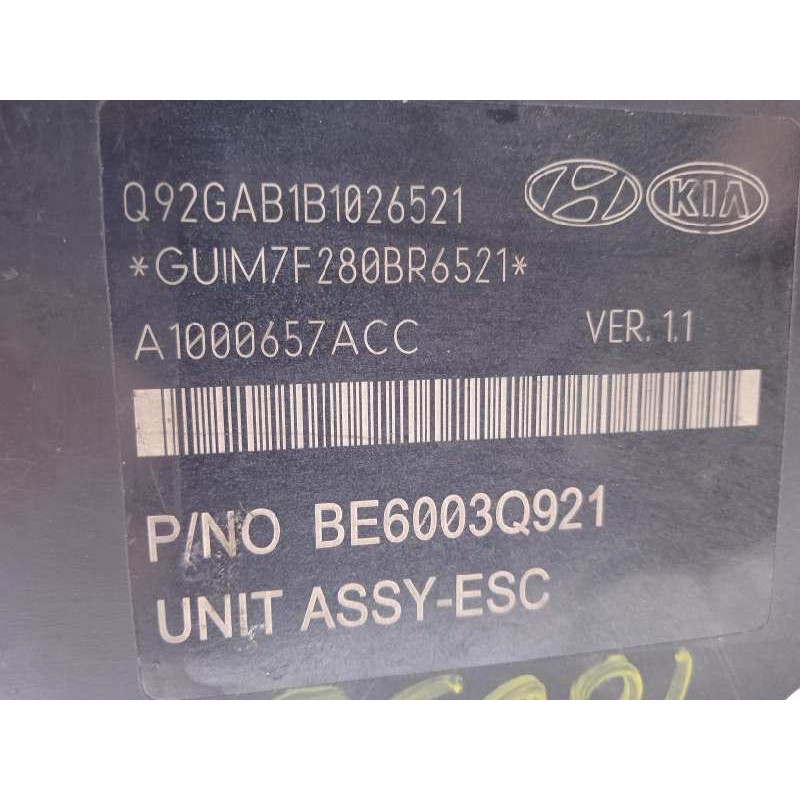 Q92GAB1B1026521
KIA
*GUIM7F280BR6521*
A1000657ACC VER. 1.1
P/NO BE6003Q921
UNIT ASSY-ESC